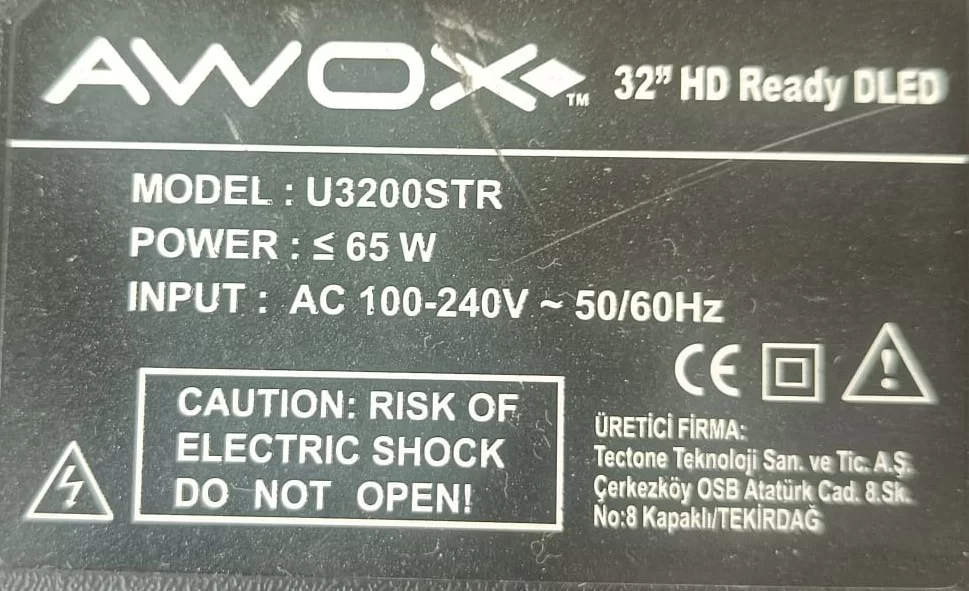 AWOX™ 32” HD Ready DLED
MODEL : U3200STR
POWER : ≤ 65 W
INPUT : AC 100-240V ~ 50/60Hz
CE
CAUTION: RISK OF
ELECTRIC SHOCK
DO NOT OPEN!
ÜRETİCİ FİRMA:
Tectone Teknoloji San. ve Tic. A.Ş.
Çerkezköy OSB Atatürk Cad. 8.Sk.
No:8 Kapaklı/TEKİRDAĞ